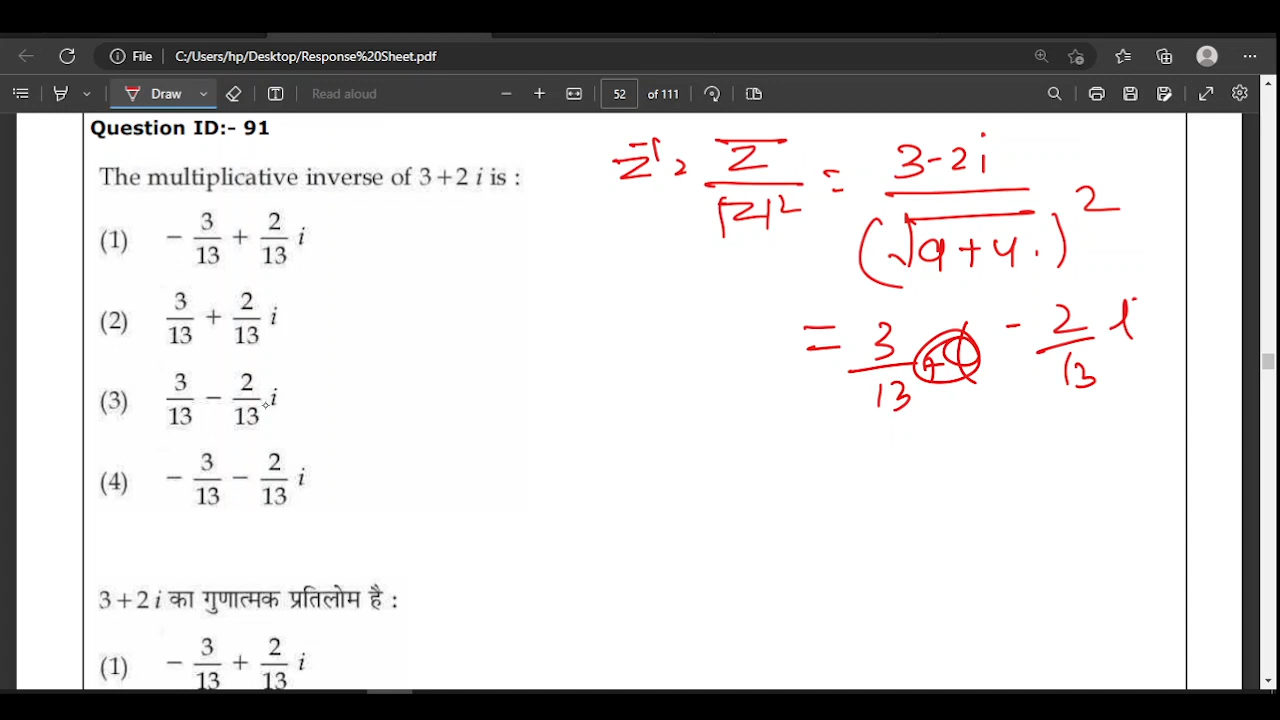 File C:/Users/hp/Desktop/Response%20Sheet.pdf
Draw Read aloud 52 of 111
Question ID:- 91
The multiplicative inverse of 3+2 i is :
(1) − 3/13 + 2/13 i
(2) 3/13 + 2/13 i
(3) 3/13 − 2/13 i
(4) − 3/13 − 2/13 i
3+2 i का गुणात्मक प्रतिलोम है :
(1) − 3/13 + 2/13 i
z̄/|z|² = 3-2i/(√9+4)²
= 3/13 - 2/13 i